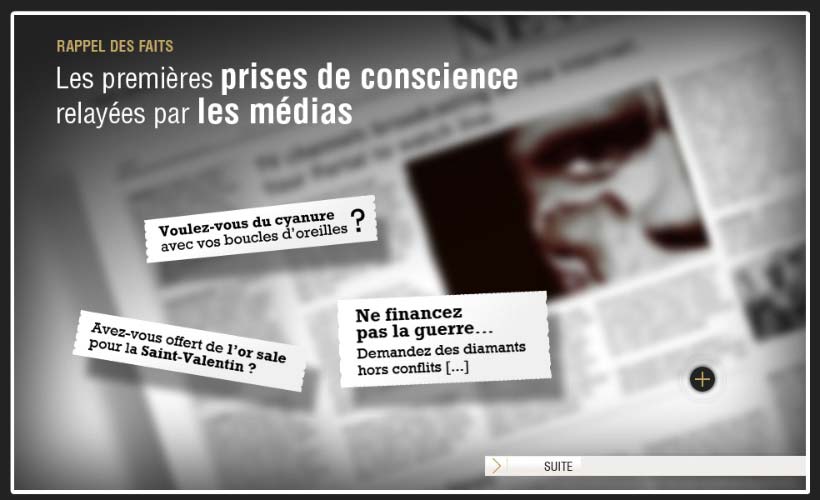 RAPPEL DES FAITS
Les premières prises de conscience
relayées par les médias
Voulez-vous du cyanure
avec vos boucles d'oreilles ?
Avez-vous offert de l'or sale
pour la Saint-Valentin ?
Ne financez
pas la guerre...
Demandez des diamants
hors conflits [...]
SUITE